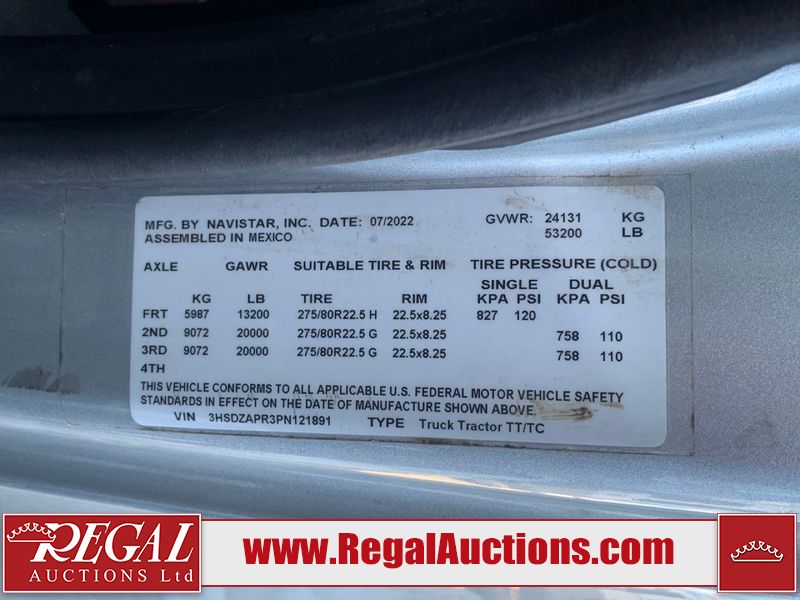 MFG. BY NAVISTAR, INC. DATE: 07/2022 GVWR: 24131 KG
ASSEMBLED IN MEXICO 53200 LB
AXLE GAWR SUITABLE TIRE & RIM TIRE PRESSURE (COLD)
SINGLE DUAL
KG LB TIRE RIM KPA PSI KPA PSI
FRT 5987 13200 275/80R22.5 H 22.5x8.25 827 120
2ND 9072 20000 275/80R22.5 G 22.5x8.25 758 110
3RD 9072 20000 275/80R22.5 G 22.5x8.25 758 110
4TH
THIS VEHICLE CONFORMS TO ALL APPLICABLE U.S. FEDERAL MOTOR VEHICLE SAFETY
STANDARDS IN EFFECT ON THE DATE OF MANUFACTURE SHOWN ABOVE.
VIN 3HSDZAPR3PN121891 TYPE Truck Tractor TT/TC
REGAL
AUCTIONS Ltd
www.RegalAuctions.com